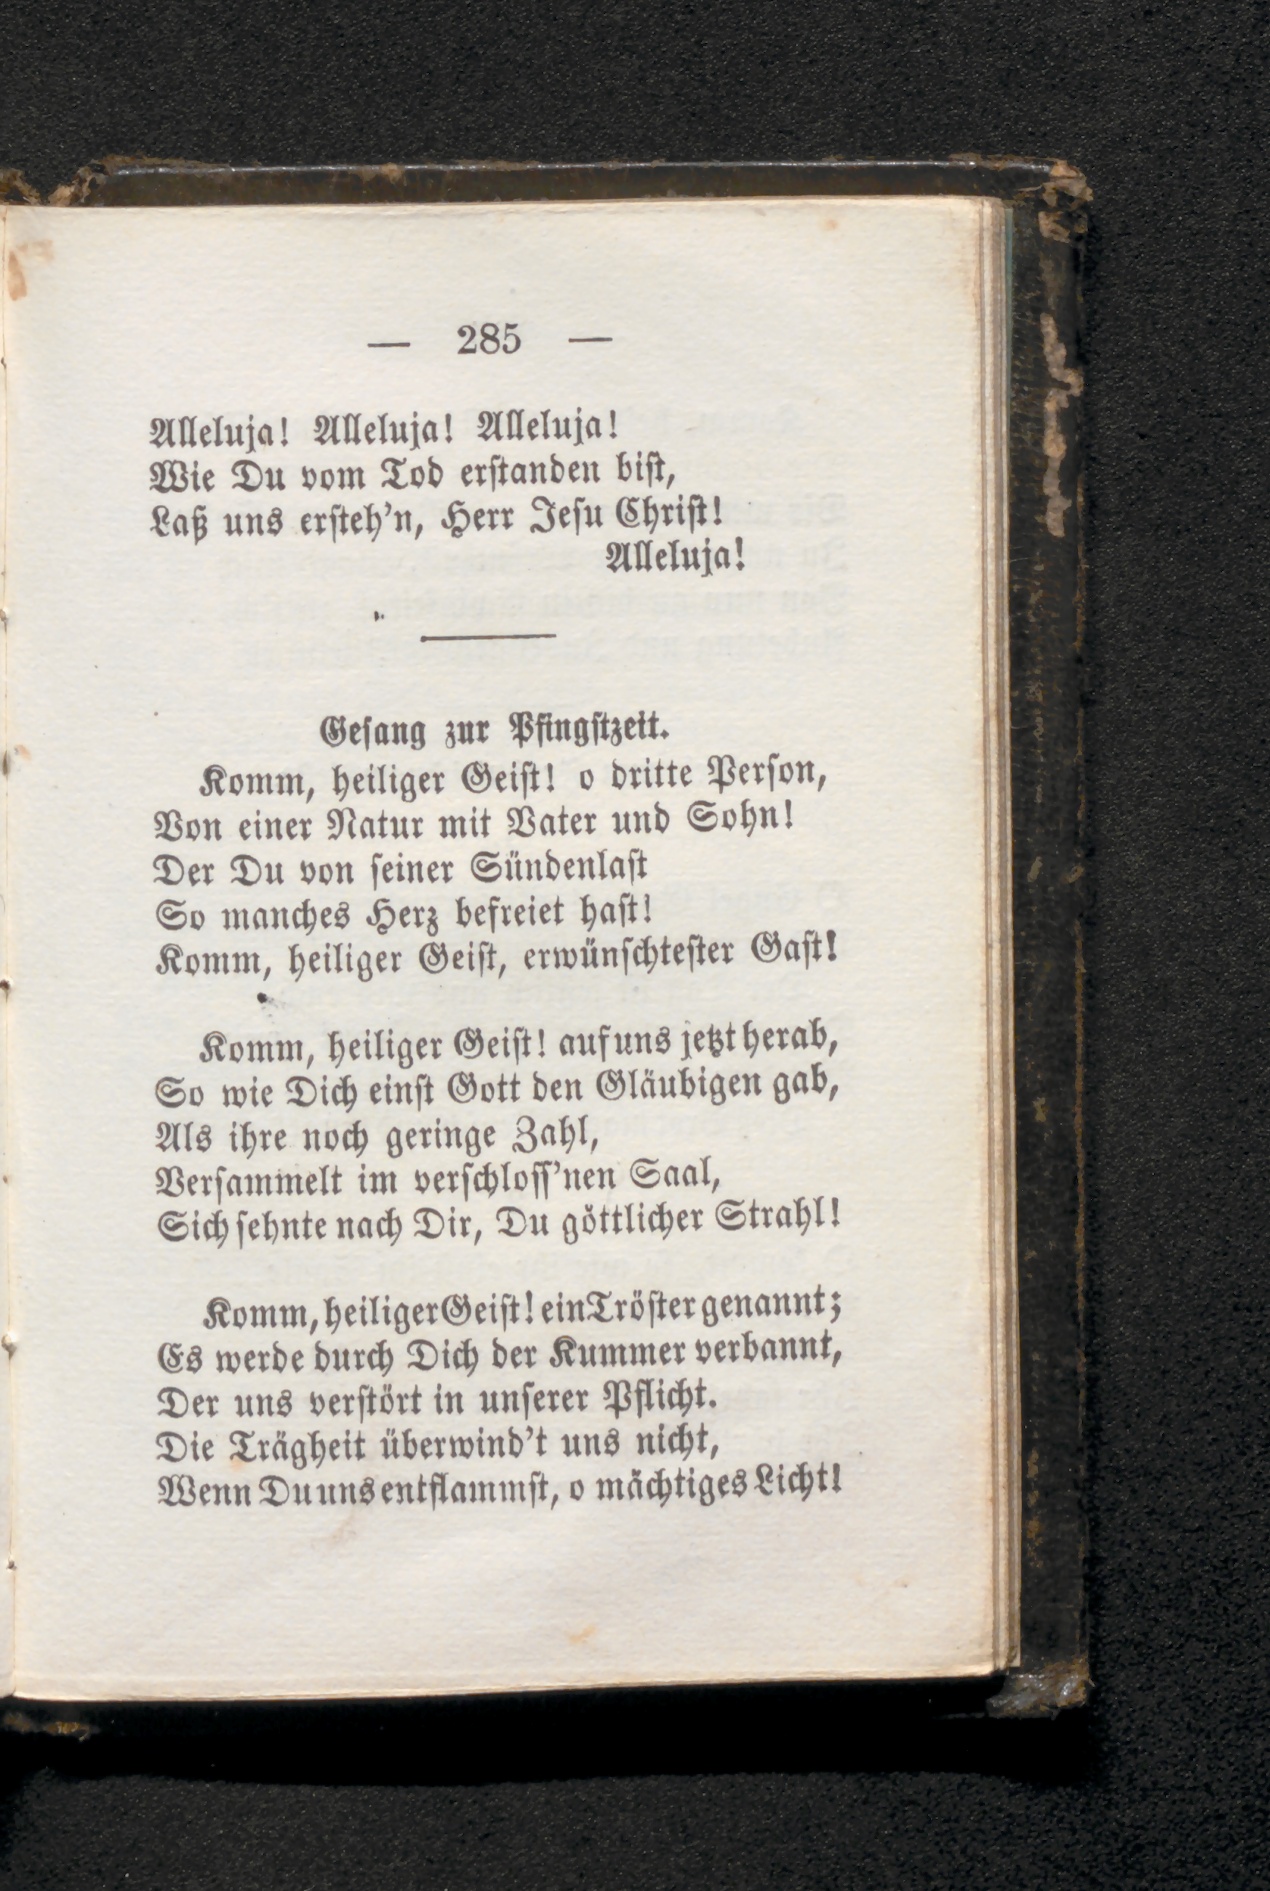 — 285 —
Alleluja! Alleluja! Alleluja!
Wie Du vom Tod erstanden bist,
Laß uns ersteh'n, Herr Jesu Christ!
Alleluja!
Gesang zur Pfingstzeit.
Komm, heiliger Geist! o dritte Person,
Von einer Natur mit Vater und Sohn!
Der Du von seiner Sündenlast
So manches Herz befreiet hast!
Komm, heiliger Geist, erwünschtester Gast!
Komm, heiliger Geist! auf uns jetzt herab,
So wie Dich einst Gott den Gläubigen gab,
Als ihre noch geringe Zahl,
Versammelt im verschloss'nen Saal,
Sich sehnte nach Dir, Du göttlicher Strahl!
Komm, heiliger Geist! ein Tröster genannt;
Es werde durch Dich der Kummer verbannt,
Der uns verstört in unserer Pflicht.
Die Trägheit überwind't uns nicht,
Wenn Du uns entflammst, o mächtiges Licht!